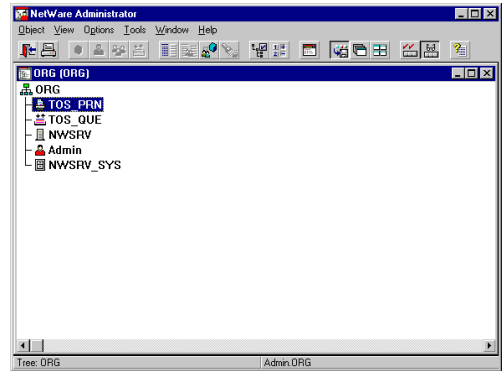 NetWare Administrator
Object View Options Tools Window Help
ORG (ORG)
ORG
TOS_PRN
TOS_QUE
NWSRV
Admin
NWSRV_SYS
Tree: ORG
Admin.ORG